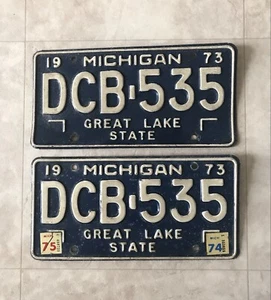 19 MICHIGAN 73
DCB-535
GREAT LAKE
STATE
19 MICHIGAN 73
DCB-535
GREAT LAKE
STATE
75 74